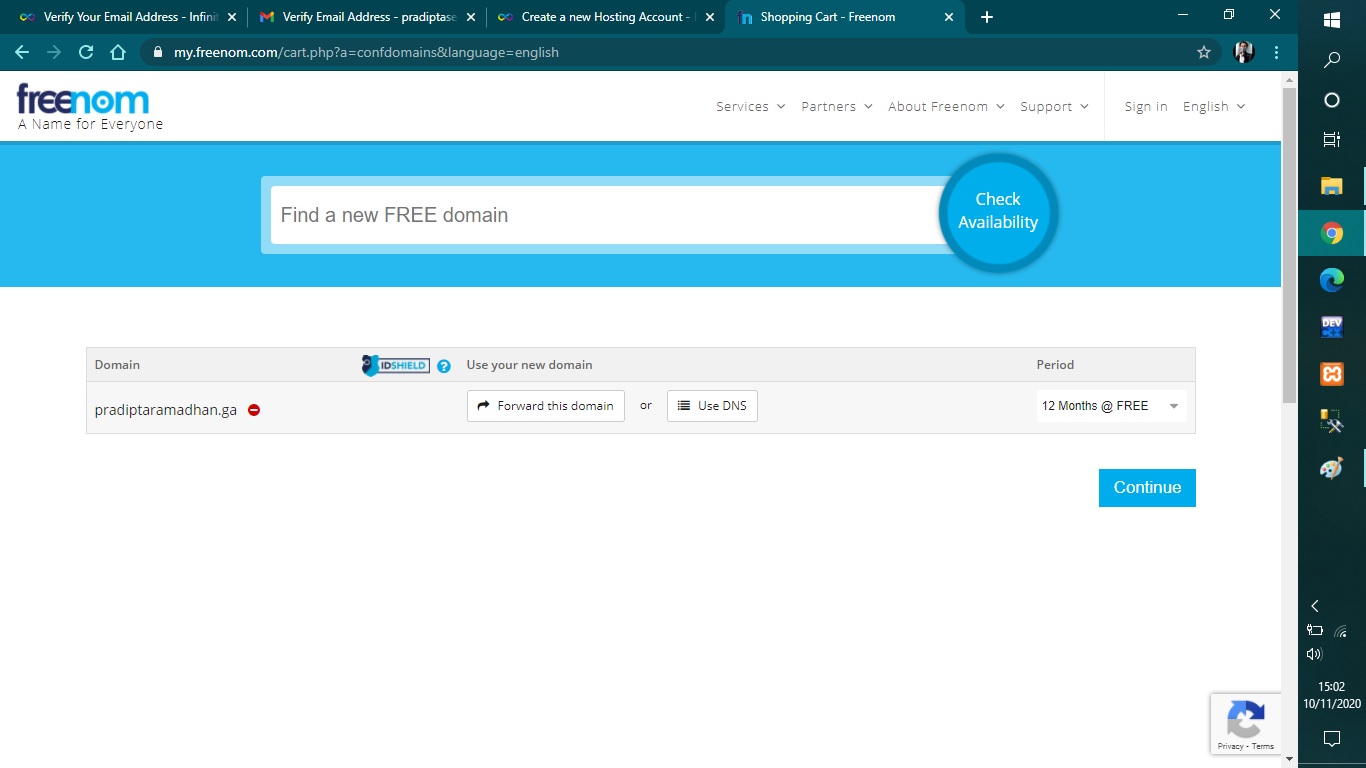 Verify Your Email Address - Infinit
Verify Email Address - pradiptase
Create a new Hosting Account -
Shopping Cart - Freenom
my.freenom.com/cart.php?a=confdomains&language=english
freenom
A Name for Everyone
Services Partners About Freenom Support Sign in English
Find a new FREE domain
Check
Availability
Domain IDSHIELD ? Use your new domain Period
pradiptaramadhan.ga Forward this domain or Use DNS 12 Months @ FREE
Continue
DEV
C++
15:02
10/11/2020
Privacy - Terms